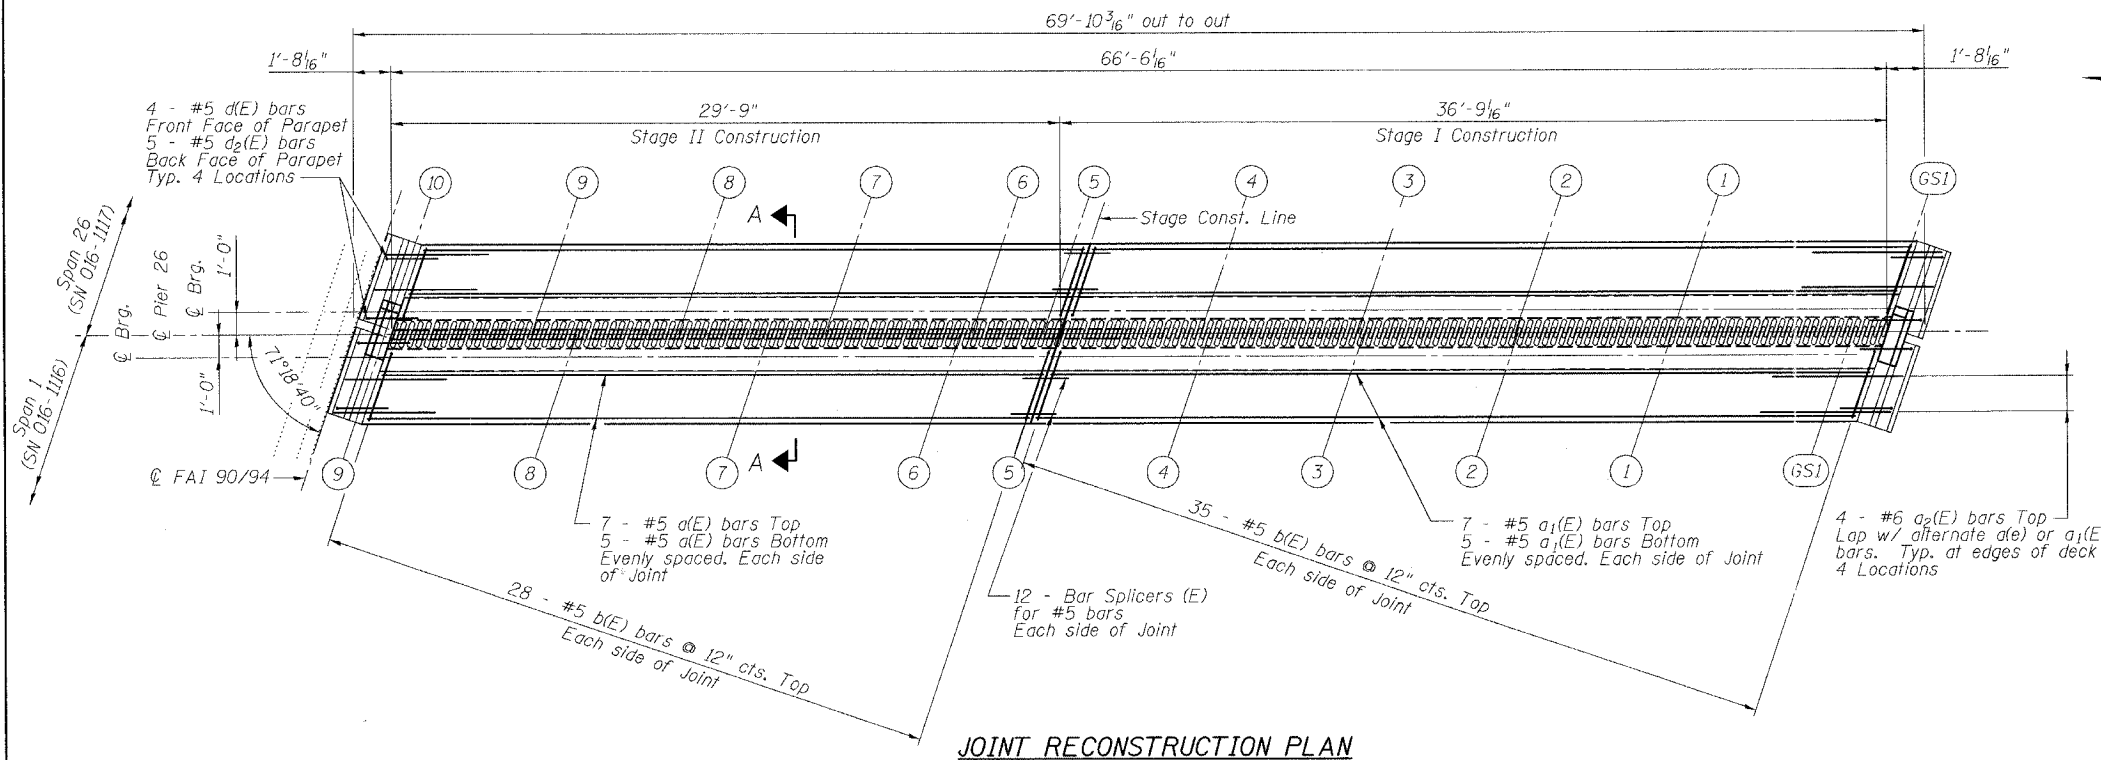 69'-10 3/16" out to out
1'-8 1/16"
66'-6 1/16"
1'-8 1/16"
4 - #5 d(E) bars
Front Face of Parapet
5 - #5 d2(E) bars
Back Face of Parapet
Typ. 4 Locations
29'-9"
Stage II Construction
36'-9 1/16"
Stage I Construction
10
9
8
7
6
5
4
3
2
1
GS1
A
Stage Const. Line
Span 26
(SN 016-1117)
℄ Brg.
℄ Pier 26
℄ Brg.
1'-0"
1'-0"
71°18'40"
Span 1
(SN 016-1116)
℄ FAI 90/94
9
8
7
A
6
5
4
3
2
1
GS1
7 - #5 a(E) bars Top
5 - #5 a(E) bars Bottom
Evenly spaced. Each side
of Joint
28 - #5 b(E) bars @ 12" cts. Top
Each side of Joint
12 - Bar Splicers (E)
for #5 bars
Each side of Joint
35 - #5 b(E) bars @ 12" cts. Top
Each side of Joint
7 - #5 a1(E) bars Top
5 - #5 a1(E) bars Bottom
Evenly spaced. Each side of Joint
4 - #6 a2(E) bars Top
Lap w/ alternate a(e) or a1(E
bars. Typ. at edges of deck
4 Locations
JOINT RECONSTRUCTION PLAN